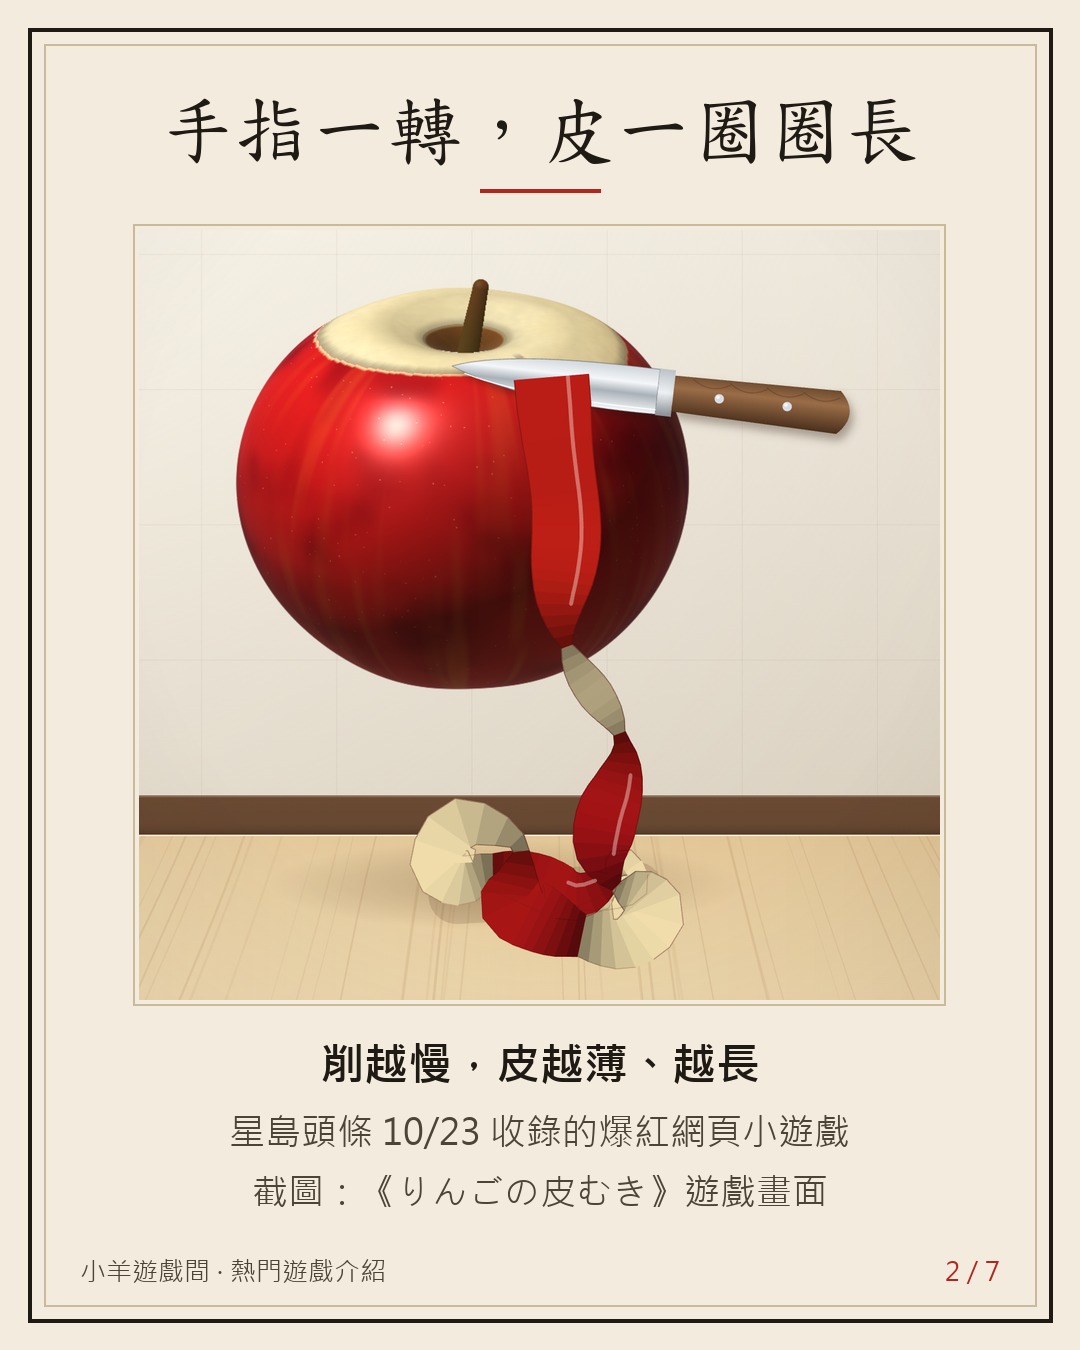 手指一轉，皮一圈圈長
削越慢，皮越薄、越長
星島頭條 10/23 收錄的爆紅網頁小遊戲
截圖：《りんごの皮むき》遊戲畫面
小羊遊戲間 · 熱門遊戲介紹
2 / 7